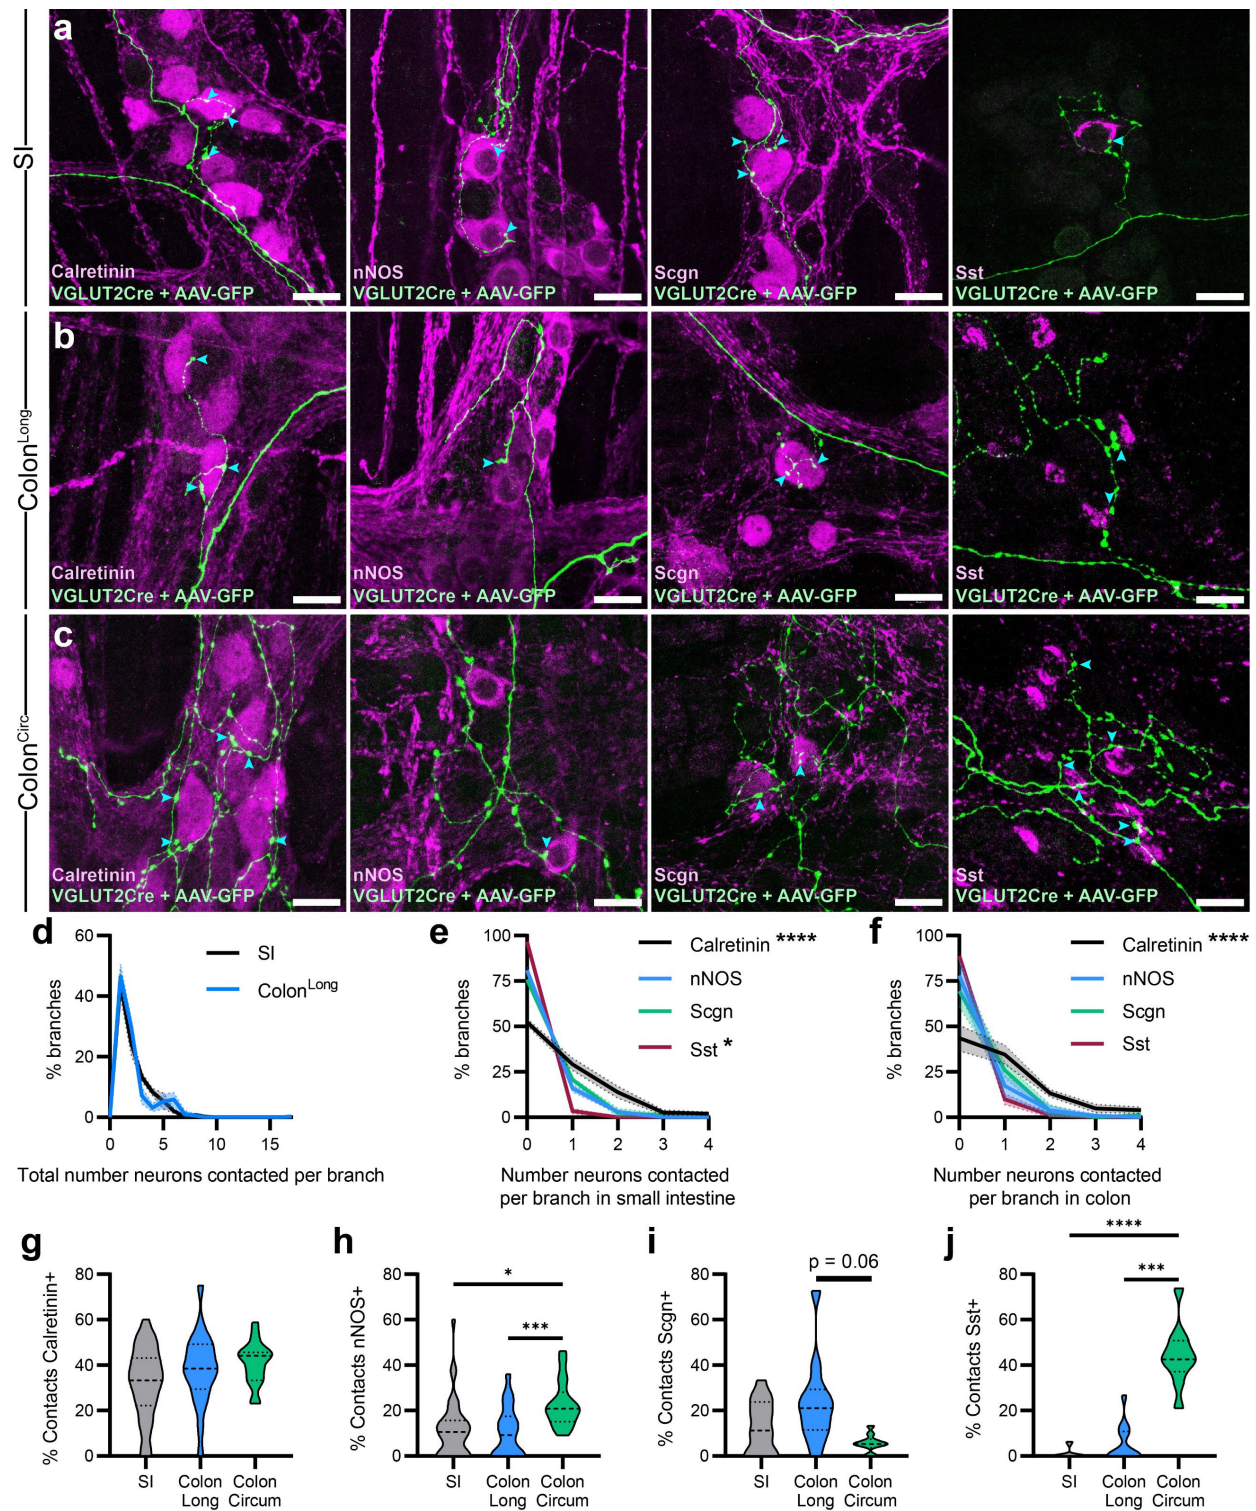 a
SI
Calretinin
VGLUT2Cre + AAV-GFP
nNOS
VGLUT2Cre + AAV-GFP
Scgn
VGLUT2Cre + AAV-GFP
Sst
VGLUT2Cre + AAV-GFP
b
Colon^Long
Calretinin
VGLUT2Cre + AAV-GFP
nNOS
VGLUT2Cre + AAV-GFP
Scgn
VGLUT2Cre + AAV-GFP
Sst
VGLUT2Cre + AAV-GFP
c
Colon^Circ
Calretinin
VGLUT2Cre + AAV-GFP
nNOS
VGLUT2Cre + AAV-GFP
Scgn
VGLUT2Cre + AAV-GFP
Sst
VGLUT2Cre + AAV-GFP
d
% branches
60
40
20
0
0 5 10 15
Total number neurons contacted per branch
SI
Colon^Long
e
% branches
100
75
50
25
0
0 1 2 3 4
Number neurons contacted
per branch in small intestine
Calretinin ****
nNOS
Scgn
Sst *
f
% branches
100
75
50
25
0
0 1 2 3 4
Number neurons contacted
per branch in colon
Calretinin ****
nNOS
Scgn
Sst
g
% Contacts Calretinin+
80
60
40
20
0
SI Colon Long Colon Circum
h
% Contacts nNOS+
80
60
40
20
0
*
***
SI Colon Long Colon Circum
i
% Contacts Scgn+
80
60
40
20
0
p = 0.06
SI Colon Long Colon Circum
j
% Contacts Sst+
80
60
40
20
0
****
***
SI Colon Long Colon Circum